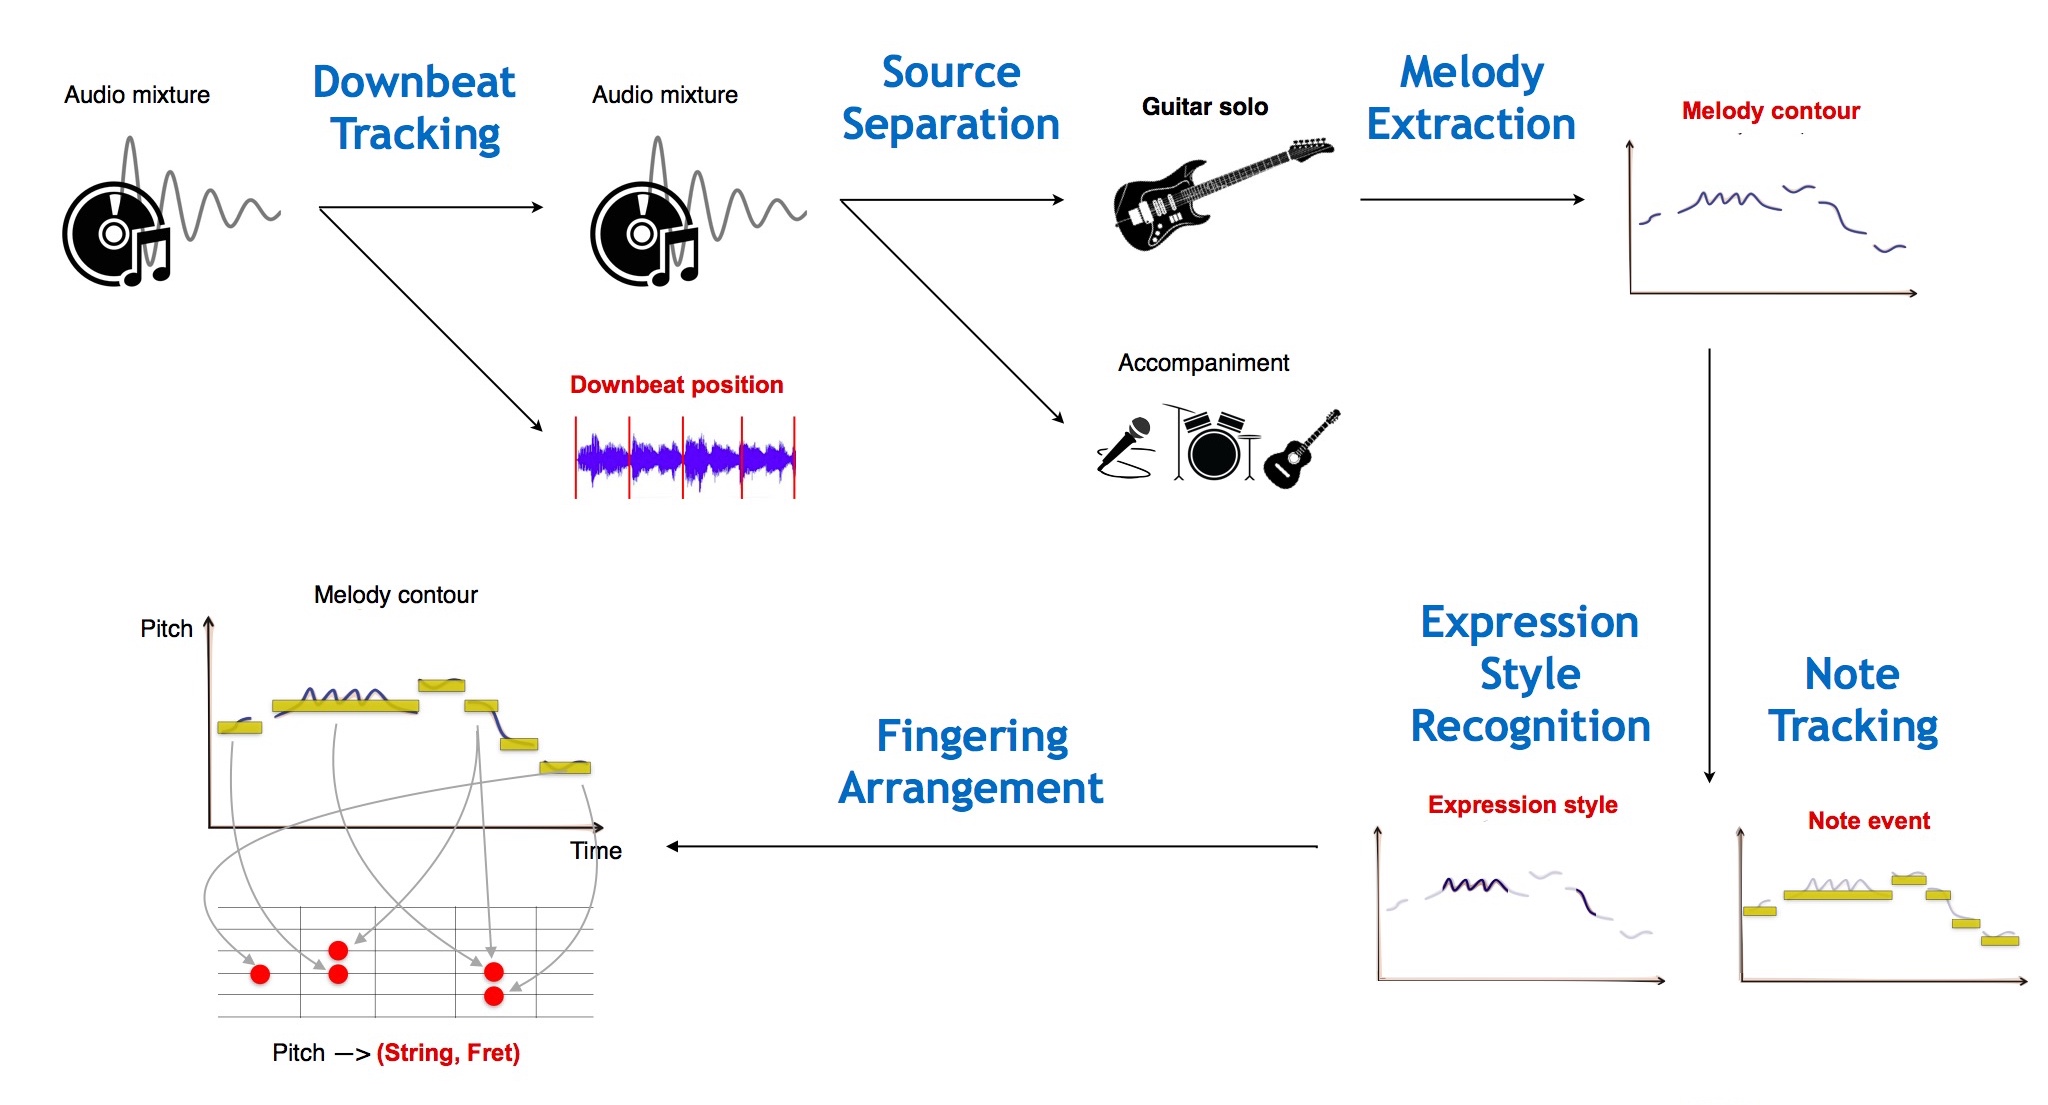 Audio mixture
Downbeat
Tracking
Audio mixture
Source
Separation
Guitar solo
Melody
Extraction
Melody contour
Downbeat position
Accompaniment
Melody contour
Pitch
Time
Fingering
Arrangement
Expression
Style
Recognition
Note
Tracking
Expression style
Note event
Pitch —> (String, Fret)